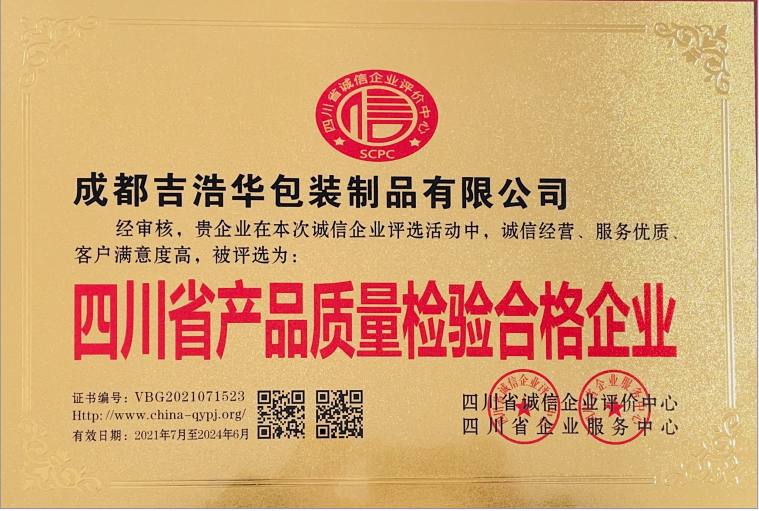 四川省诚信企业评价中心
信
SCPC
成都吉浩华包装制品有限公司
经审核，贵企业在本次诚信企业评选活动中，诚信经营、服务优质、
客户满意度高，被评选为：
四川省产品质量检验合格企业
证书编号：VBG2021071523
Http://www.china-qypj.org/
有效日期：2021年7月至2024年6月
四川省诚信企业评价中心
四川省企业服务中心